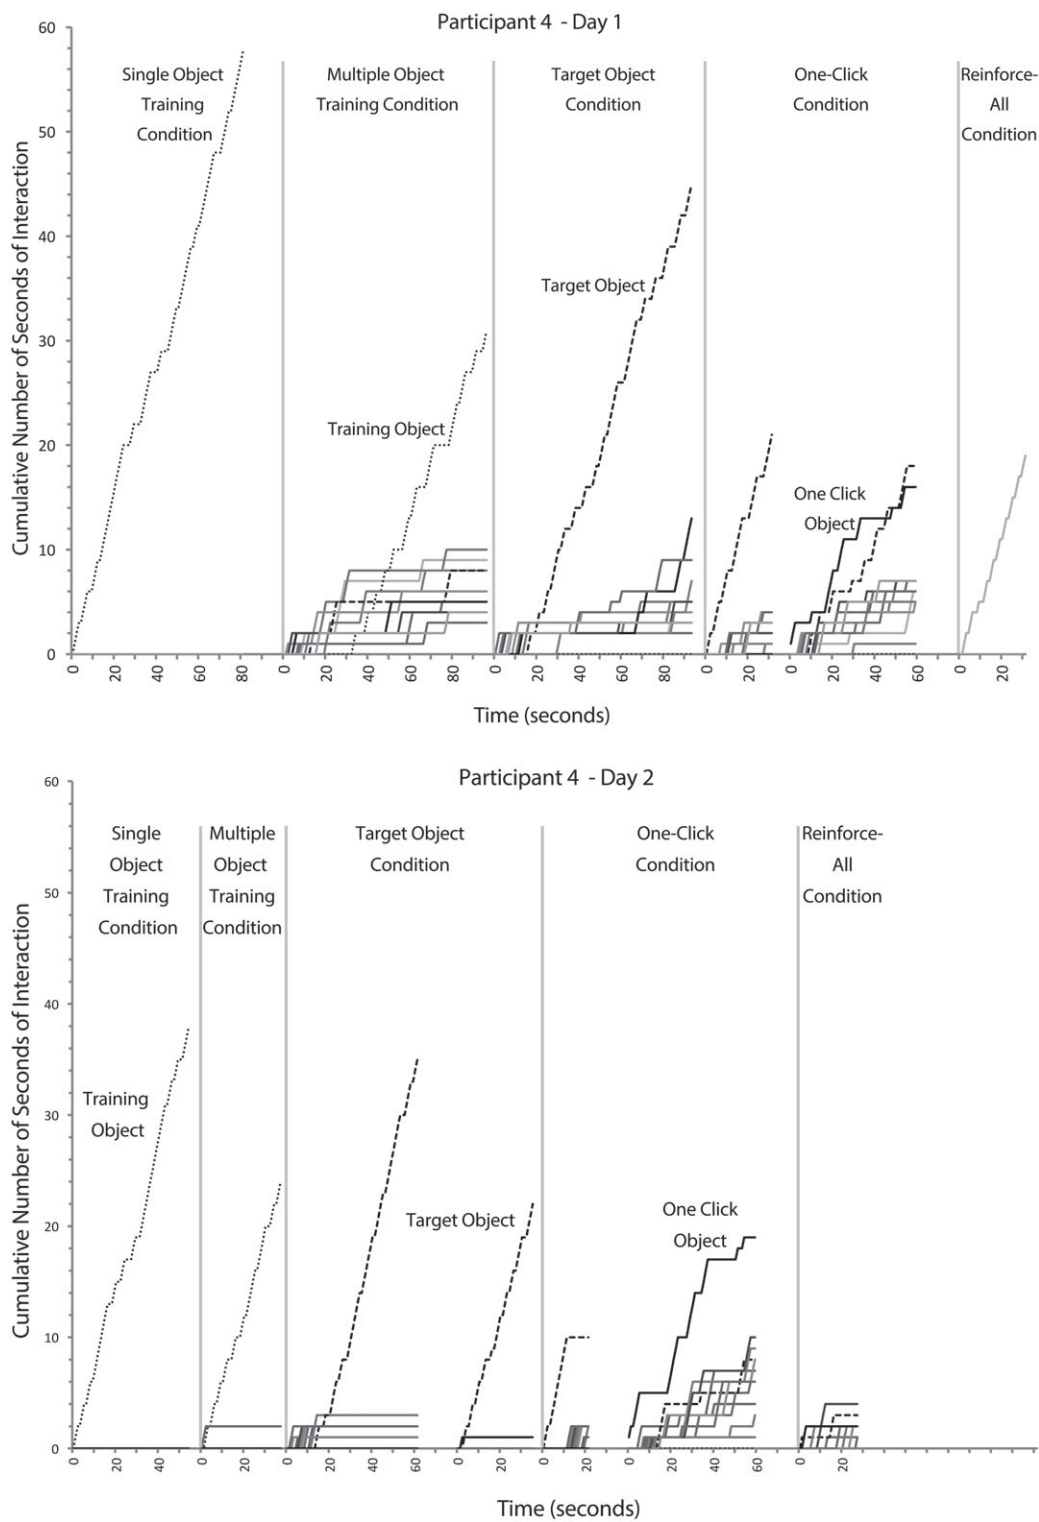 Participant 4 - Day 1
60
50
40
30
20
10
0
Cumulative Number of Seconds of Interaction
Single Object
Training
Condition
Multiple Object
Training Condition
Target Object
Condition
One-Click
Condition
Reinforce-
All
Condition
Target Object
Training Object
One Click
Object
0 20 40 60 80 0 20 40 60 80 0 20 40 60 80 0 20 0 20 40 60 0 20
Time (seconds)
Participant 4 - Day 2
60
50
40
30
20
10
0
Cumulative Number of Seconds of Interaction
Single
Object
Training
Condition
Multiple
Object
Training
Condition
Target Object
Condition
One-Click
Condition
Reinforce-
All
Condition
Training
Object
Target Object
One Click
Object
0 20 40 0 20 0 20 40 60 0 20 0 20 0 20 40 60 0 20
Time (seconds)